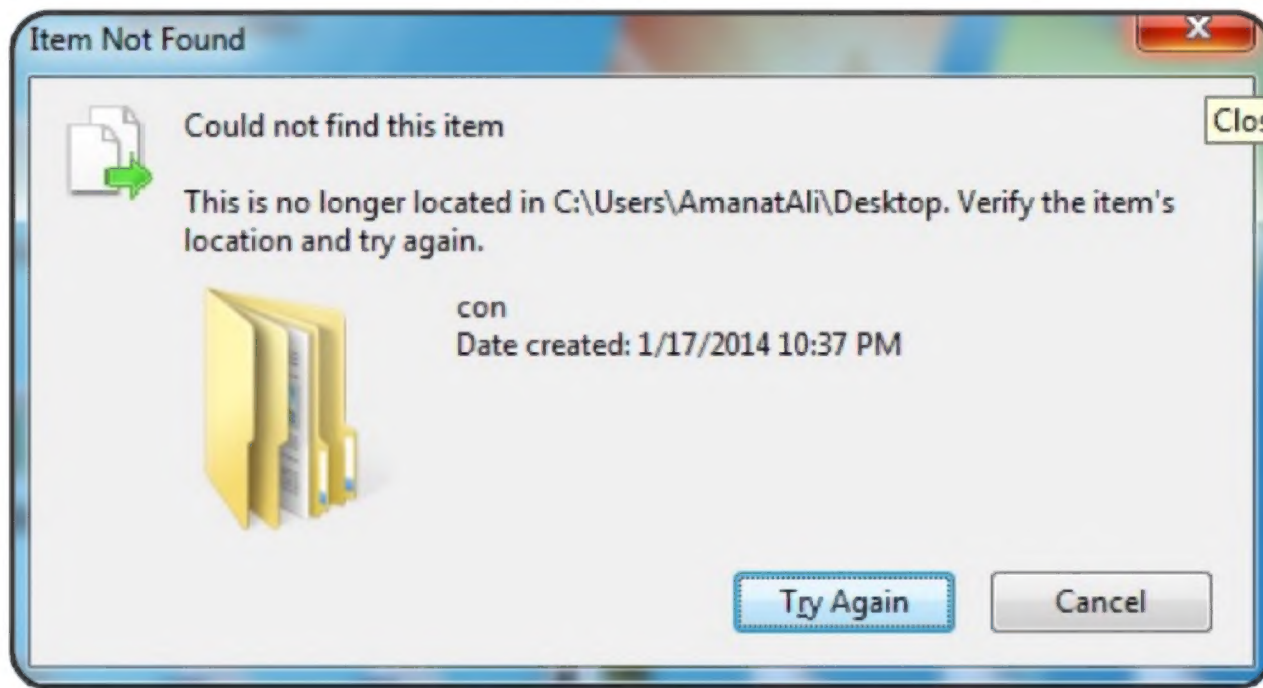 Item Not Found
X
Could not find this item
This is no longer located in C:\Users\AmanatAli\Desktop. Verify the item's
location and try again.
con
Date created: 1/17/2014 10:37 PM
Try Again
Cancel